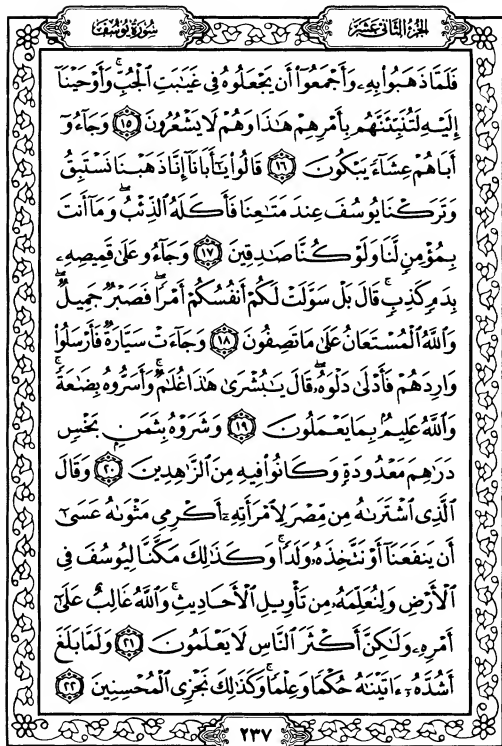 الجزء الثاني عشر
سورة يوسف
فَلَمَّا ذَهَبُوا۟ بِهِۦ وَأَجْمَعُوٓا۟ أَن يَجْعَلُوهُ فِى غَيَٰبَتِ ٱلْجُبِّ ۚ وَأَوْحَيْنَآ
إِلَيْهِ لَتُنَبِّئَنَّهُم بِأَمْرِهِمْ هَٰذَا وَهُمْ لَا يَشْعُرُونَ ١٥ وَجَآءُوٓ
أَبَاهُمْ عِشَآءً يَبْكُونَ ١٦ قَالُوا۟ يَٰٓأَبَانَآ إِنَّا ذَهَبْنَا نَسْتَبِقُ
وَتَرَكْنَا يُوسُفَ عِندَ مَتَٰعِنَا فَأَكَلَهُ ٱلذِّئْبُ ۖ وَمَآ أَنتَ
بِمُؤْمِنٍ لَّنَا وَلَوْ كُنَّا صَٰدِقِينَ ١٧ وَجَآءُو عَلَىٰ قَمِيصِهِۦ
بِدَمٍ كَذِبٍ ۚ قَالَ بَلْ سَوَّلَتْ لَكُمْ أَنفُسُكُمْ أَمْرًا ۖ فَصَبْرٌ جَمِيلٌ ۖ
وَٱللَّهُ ٱلْمُسْتَعَانُ عَلَىٰ مَا تَصِفُونَ ١٨ وَجَآءَتْ سَيَّارَةٌ فَأَرْسَلُوا۟
وَارِدَهُمْ فَأَدْلَىٰ دَلْوَهُۥ ۖ قَالَ يَٰبُشْرَىٰ هَٰذَا غُلَٰمٌ ۚ وَأَسَرُّوهُ بِضَٰعَةً ۚ
وَٱللَّهُ عَلِيمٌۢ بِمَا يَعْمَلُونَ ١٩ وَشَرَوْهُ بِثَمَنٍۭ بَخْسٍ
دَرَٰهِمَ مَعْدُودَةٍ وَكَانُوا۟ فِيهِ مِنَ ٱلزَّٰهِدِينَ ٢٠ وَقَالَ
ٱلَّذِى ٱشْتَرَىٰهُ مِن مِّصْرَ لِٱمْرَأَتِهِۦٓ أَكْرِمِى مَثْوَىٰهُ عَسَىٰٓ
أَن يَنفَعَنَآ أَوْ نَتَّخِذَهُۥ وَلَدًا ۚ وَكَذَٰلِكَ مَكَّنَّا لِيُوسُفَ فِى
ٱلْأَرْضِ وَلِنُعَلِّمَهُۥ مِن تَأْوِيلِ ٱلْأَحَادِيثِ ۚ وَٱللَّهُ غَالِبٌ عَلَىٰٓ
أَمْرِهِۦ وَلَٰكِنَّ أَكْثَرَ ٱلنَّاسِ لَا يَعْلَمُونَ ٢١ وَلَمَّا بَلَغَ
أَشُدَّهُۥٓ ءَاتَيْنَٰهُ حُكْمًا وَعِلْمًا ۚ وَكَذَٰلِكَ نَجْزِى ٱلْمُحْسِنِينَ ٢٢
٢٣٧